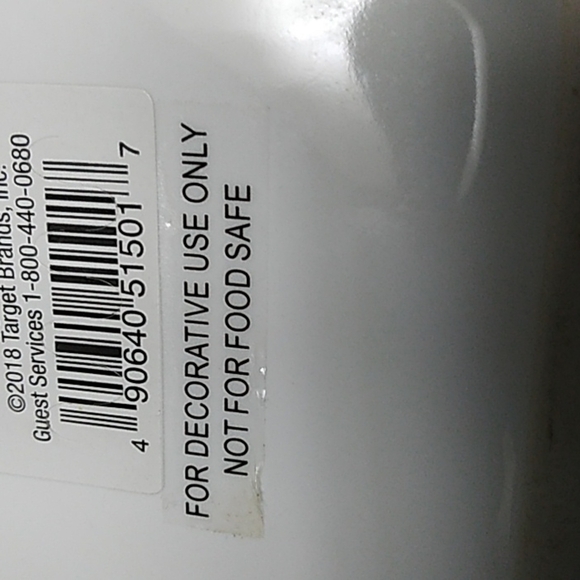 ©2018 Target Brands, Inc.
Guest Services 1-800-440-0680
4 90640 51501 7
FOR DECORATIVE USE ONLY
NOT FOR FOOD SAFE